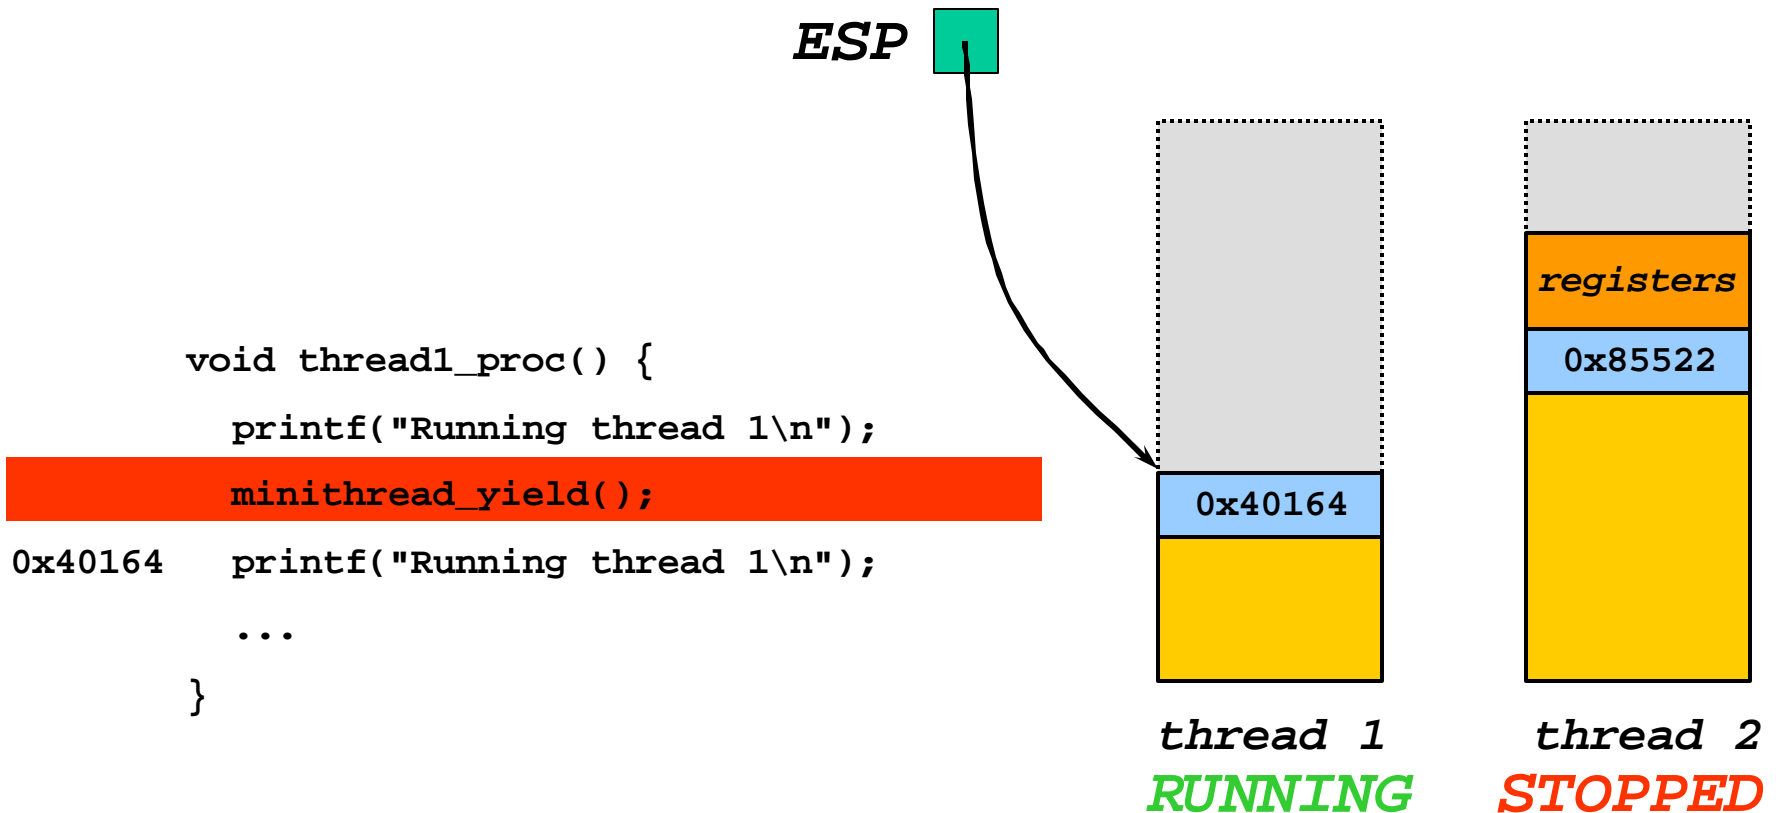 ESP
registers
0x85522
void thread1_proc() {
printf("Running thread 1\n");
minithread_yield();
0x40164 printf("Running thread 1\n");
...
}
0x40164
thread 1
RUNNING
thread 2
STOPPED